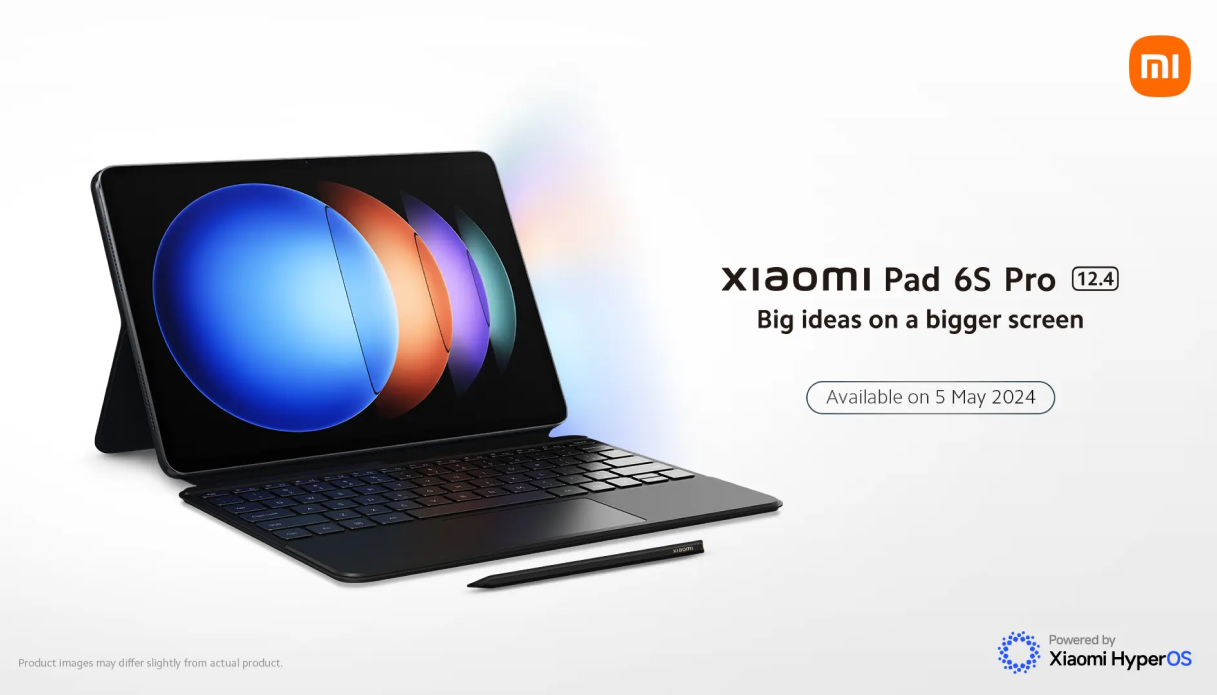 mi
xiaomi Pad 6S Pro 12.4
Big ideas on a bigger screen
Available on 5 May 2024
xiaomi
Powered by
Xiaomi HyperOS
Product images may differ slightly from actual product.